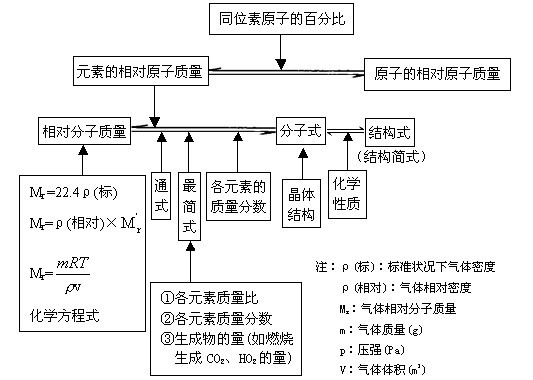 同位素原子的百分比
元素的相对原子质量
原子的相对原子质量
相对分子质量
分子式
结构式
(结构简式)
通式
最简式
各元素的质量分数
晶体结构
化学性质
Mr=22.4ρ(标)
Mr=ρ(相对)×M'r
Mr=mRT/ρv
化学方程式
①各元素质量比
②各元素质量分数
③生成物的量(如燃烧
生成CO2、HO2的量)
注：ρ(标)：标准状况下气体密度
ρ(相对)：气体相对密度
Mr：气体相对分子质量
m：气体质量(g)
p：压强(Pa)
V：气体体积(m³)